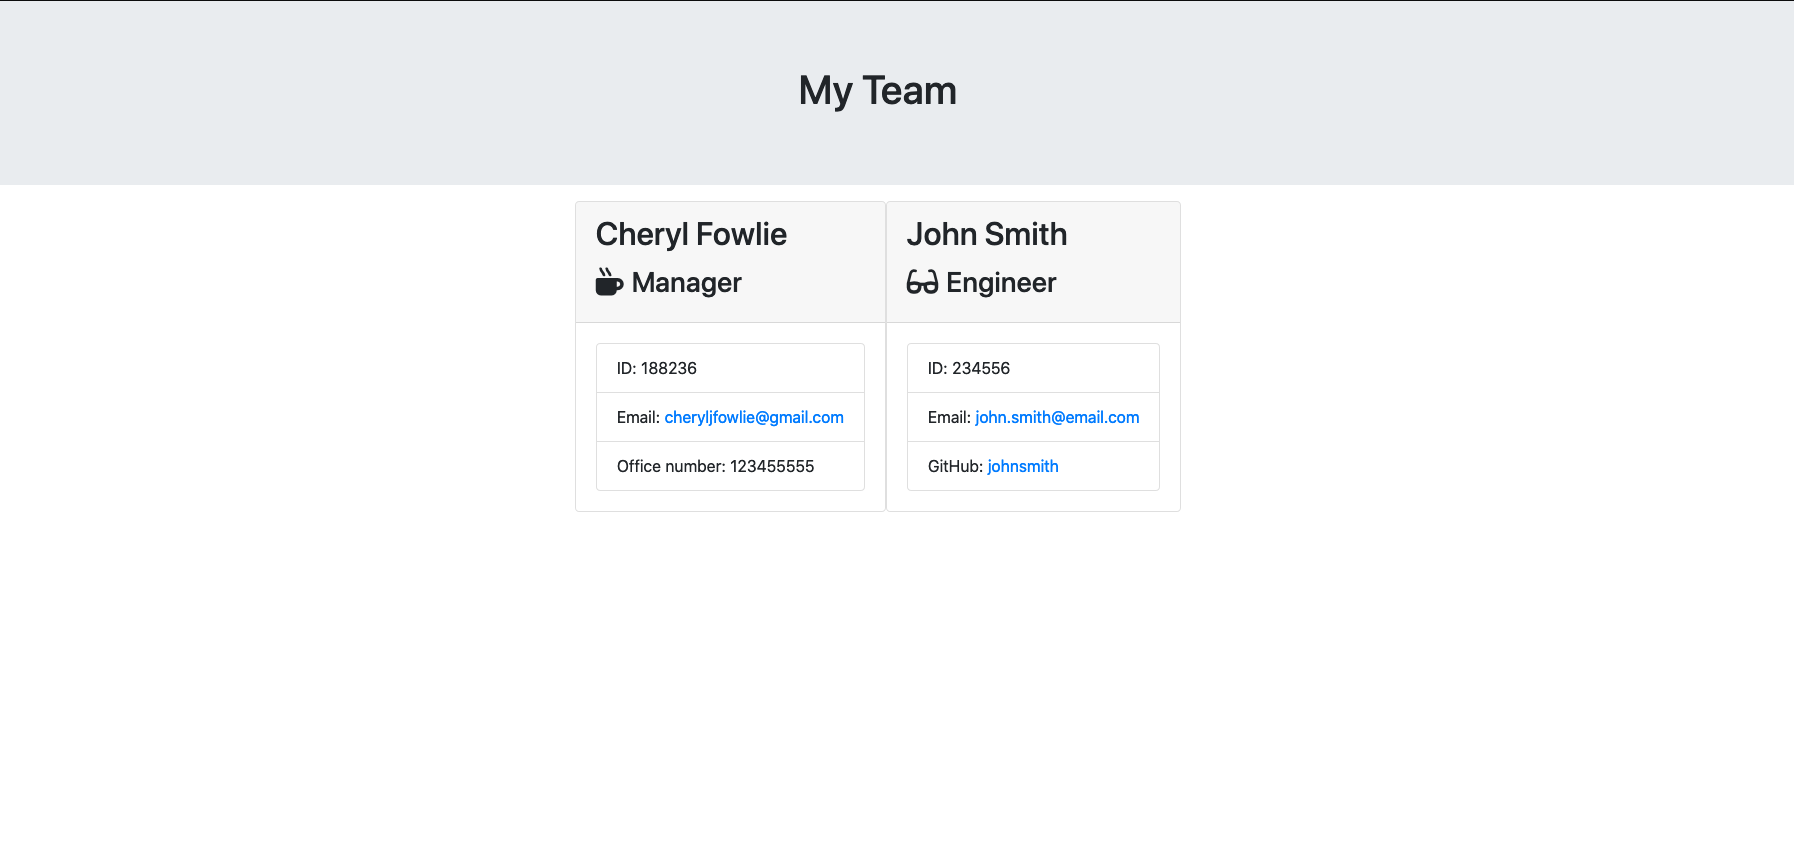 My Team
Cheryl Fowlie
Manager
ID: 188236
Email: cheryljfowlie@gmail.com
Office number: 123455555
John Smith
Engineer
ID: 234556
Email: john.smith@email.com
GitHub: johnsmith